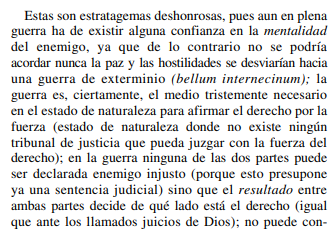 Estas son estratagemas deshonrosas, pues aun en plena
guerra ha de existir alguna confianza en la mentalidad
del enemigo, ya que de lo contrario no se podría
acordar nunca la paz y las hostilidades se desviarían hacia
una guerra de exterminio (bellum internecinum); la
guerra es, ciertamente, el medio tristemente necesario
en el estado de naturaleza para afirmar el derecho por la
fuerza (estado de naturaleza donde no existe ningún
tribunal de justicia que pueda juzgar con la fuerza del
derecho); en la guerra ninguna de las dos partes puede
ser declarada enemigo injusto (porque esto presupone
ya una sentencia judicial) sino que el resultado entre
ambas partes decide de qué lado está el derecho (igual
que ante los llamados juicios de Dios); no puede con-